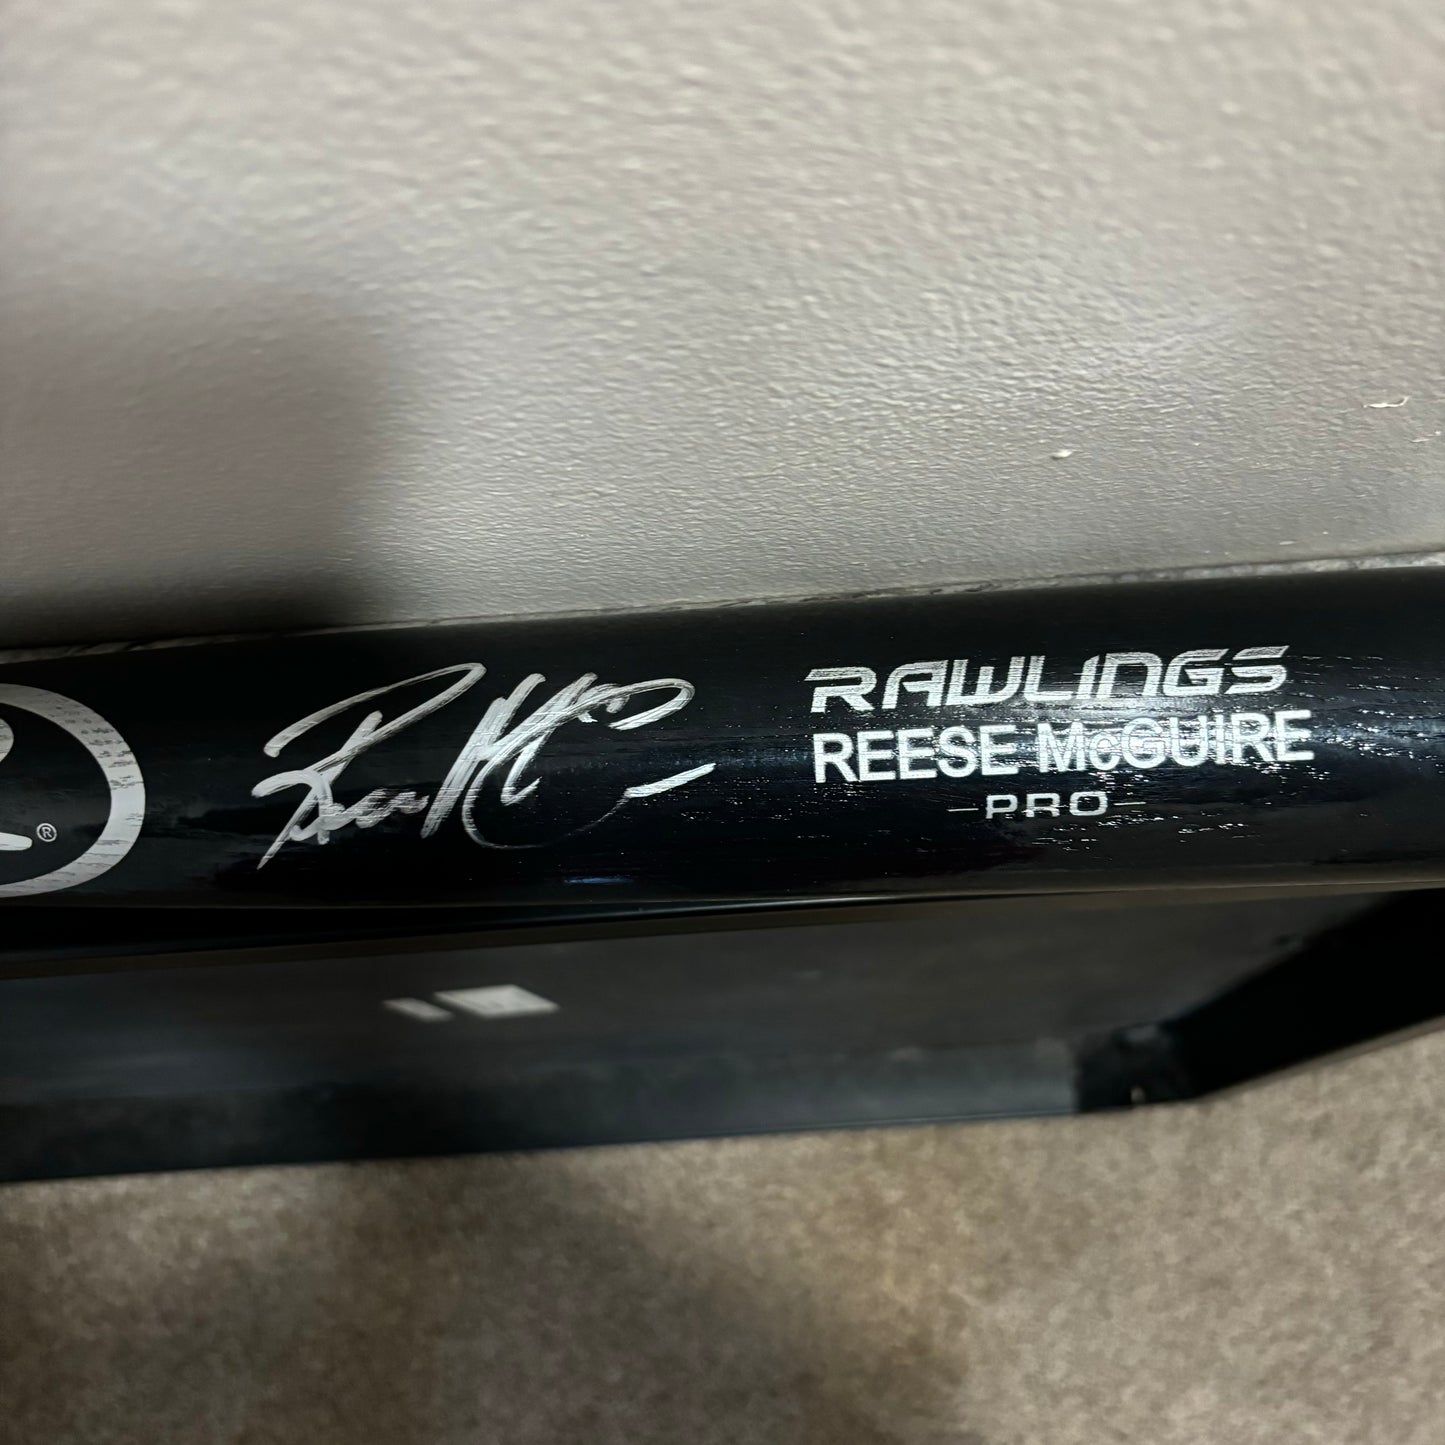 ®
RAWLINGS
REESE McGUIRE
-PRO-